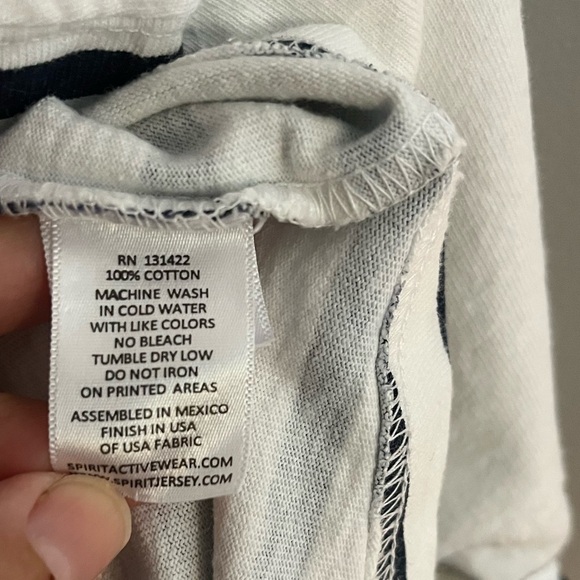 RN 131422
100% COTTON
MACHINE WASH
IN COLD WATER
WITH LIKE COLORS
NO BLEACH
TUMBLE DRY LOW
DO NOT IRON
ON PRINTED AREAS
ASSEMBLED IN MEXICO
FINISH IN USA
OF USA FABRIC
SPIRITACTIVEWEAR.COM
SPIRITJERSEY.COM